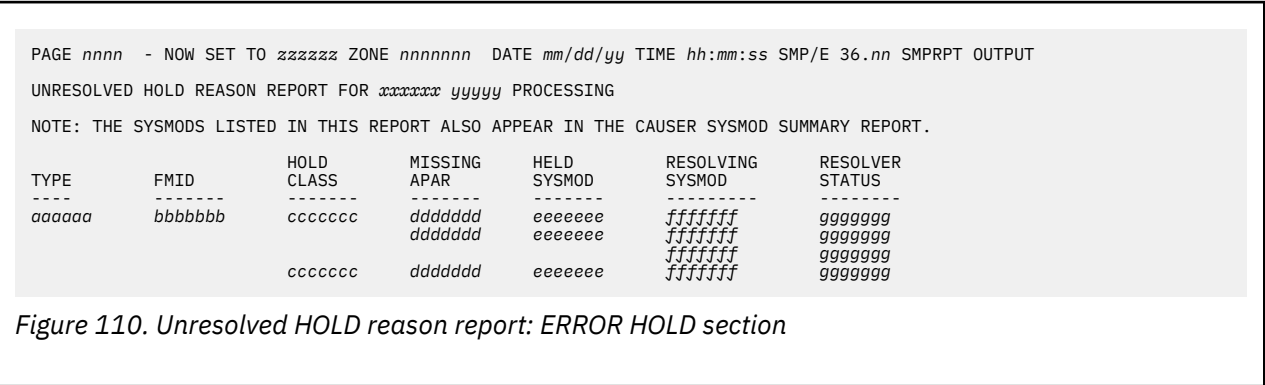 PAGE nnnn - NOW SET TO zzzzzz ZONE nnnnnnn DATE mm/dd/yy TIME hh:mm:ss SMP/E 36.nn SMPRPT OUTPUT
UNRESOLVED HOLD REASON REPORT FOR xxxxxx yyyyy PROCESSING
NOTE: THE SYSMODS LISTED IN THIS REPORT ALSO APPEAR IN THE CAUSER SYSMOD SUMMARY REPORT.
HOLD MISSING HELD RESOLVING RESOLVER
TYPE FMID CLASS APAR SYSMOD SYSMOD STATUS
---- ------- ------- ------- ------- --------- --------
aaaaaa bbbbbbb ccccccc ddddddd eeeeeee fffffff ggggggg
ddddddd eeeeeee fffffff ggggggg
fffffff ggggggg
ccccccc ddddddd eeeeeee fffffff ggggggg
Figure 110. Unresolved HOLD reason report: ERROR HOLD section